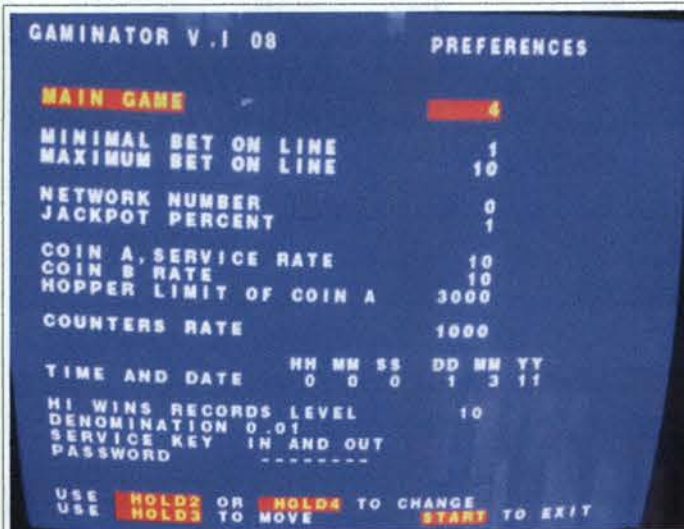 GAMINATOR V.I 08 PREFERENCES
MAIN GAME 4
MINIMAL BET ON LINE 1
MAXIMUM BET ON LINE 10
NETWORK NUMBER 0
JACKPOT PERCENT 1
COIN A,SERVICE RATE 10
COIN B RATE 10
HOPPER LIMIT OF COIN A 3000
COUNTERS RATE 1000
HH MM SS DD MM YY
TIME AND DATE 0 0 0 1 3 11
HI WINS RECORDS LEVEL 10
DENOMINATION 0.01
SERVICE KEY IN AND OUT
PASSWORD --------
USE HOLD2 OR HOLD4 TO CHANGE
USE HOLD3 TO MOVE START TO EXIT